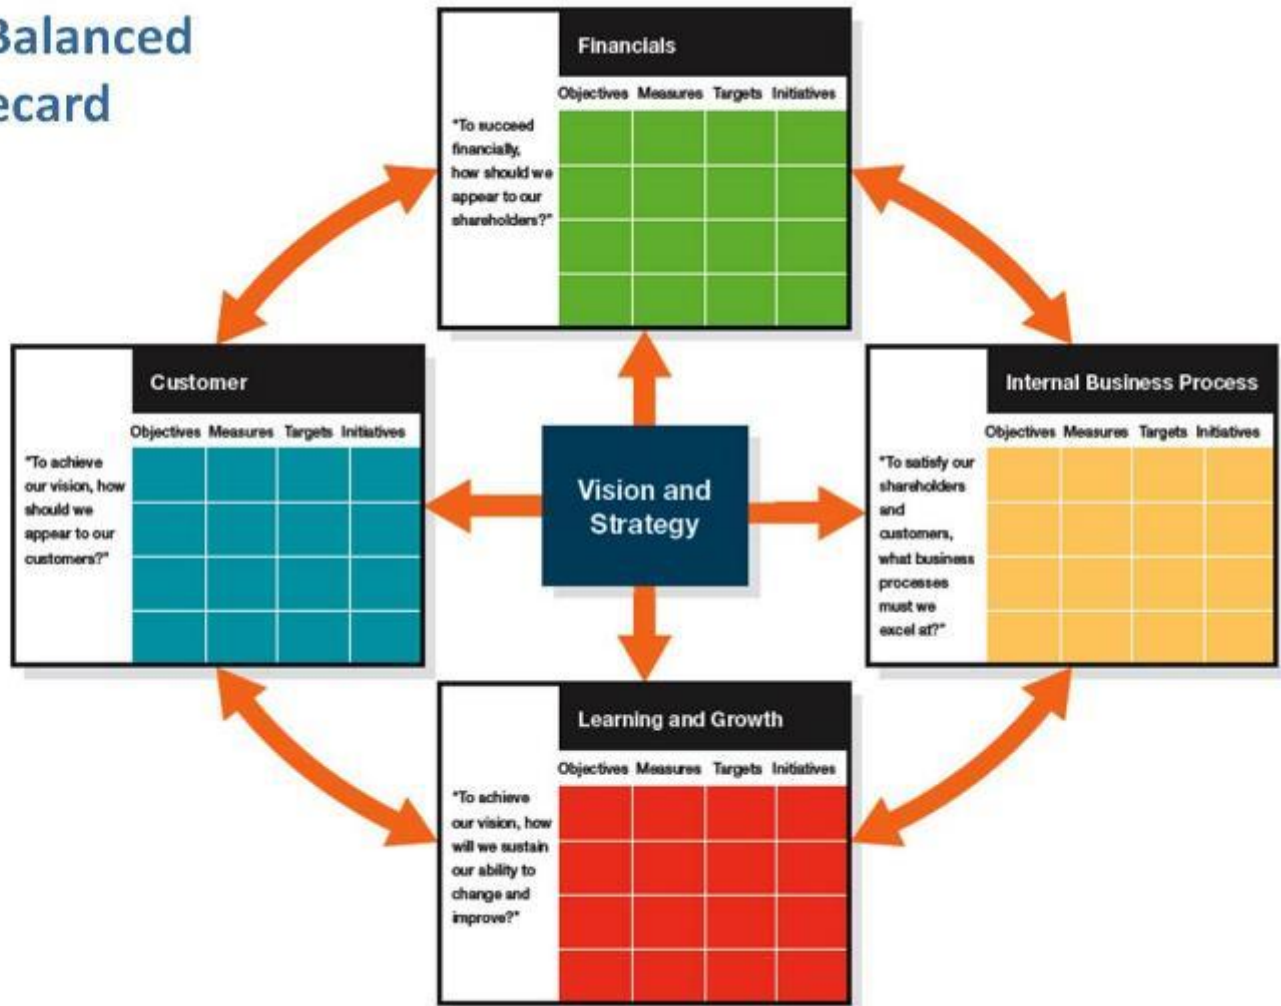 Balanced
ecard
Financials
Objectives Measures Targets Initiatives
"To succeed
financially,
how should we
appear to our
shareholders?"
Customer
Objectives Measures Targets Initiatives
"To achieve
our vision, how
should we
appear to our
customers?"
Vision and
Strategy
Internal Business Process
Objectives Measures Targets Initiatives
"To satisfy our
shareholders
and
customers,
what business
processes
must we
excel at?"
Learning and Growth
Objectives Measures Targets Initiatives
"To achieve
our vision, how
will we sustain
our ability to
change and
improve?"